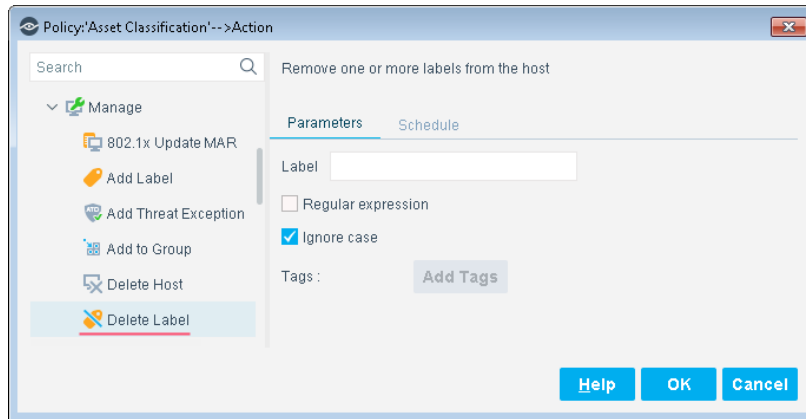 Policy:'Asset Classification'-->Action
Search
Remove one or more labels from the host
Manage
802.1x Update MAR
Add Label
Add Threat Exception
Add to Group
Delete Host
Delete Label
Parameters
Schedule
Label
Regular expression
Ignore case
Tags :
Add Tags
Help
OK
Cancel